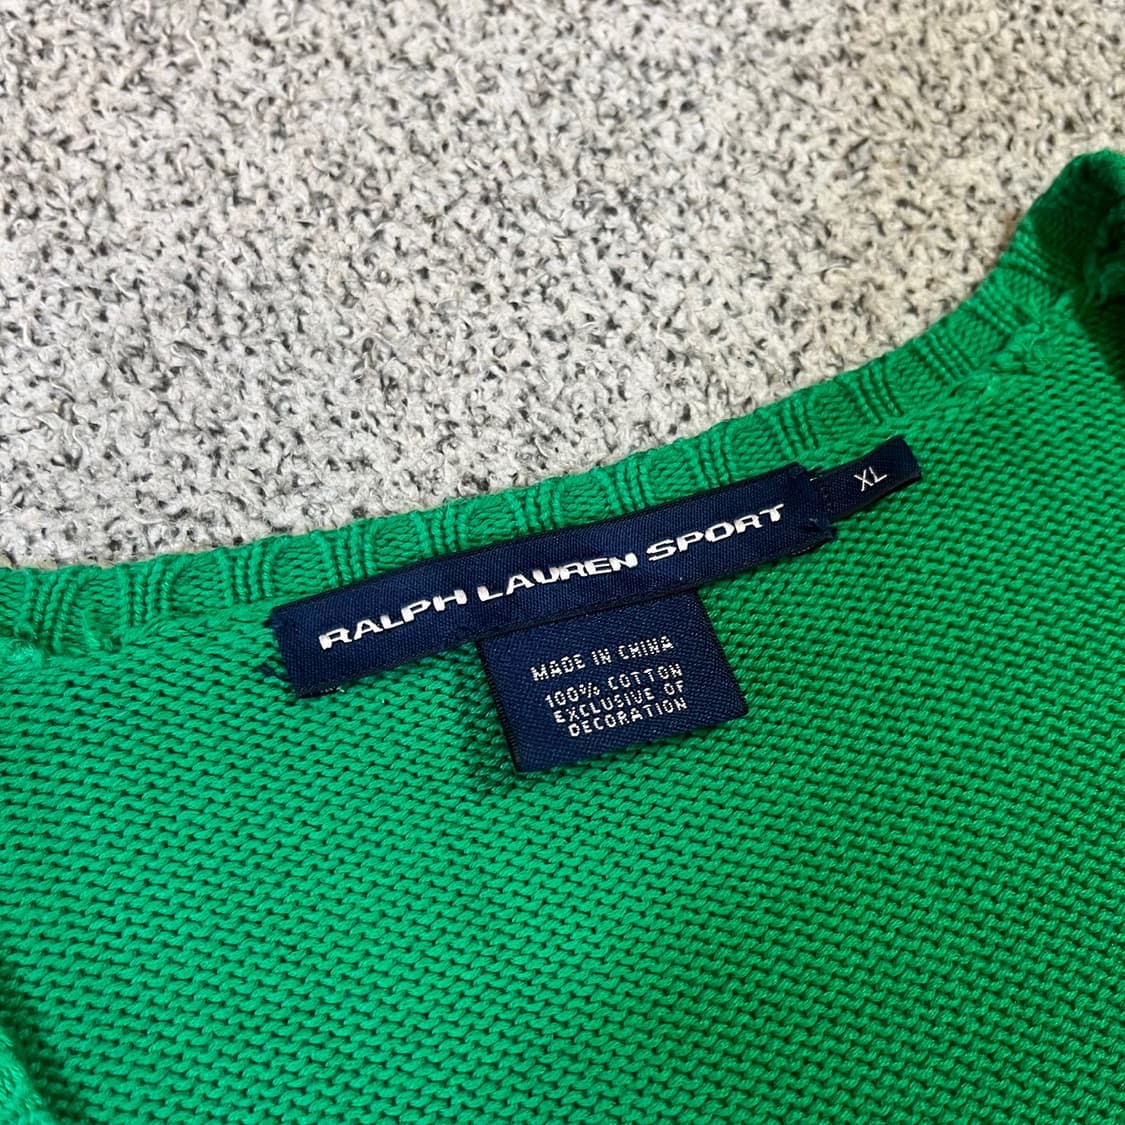 RALPH LAUREN SPORT
XL
MADE IN CHINA
100% COTTON
EXCLUSIVE OF
DECORATION